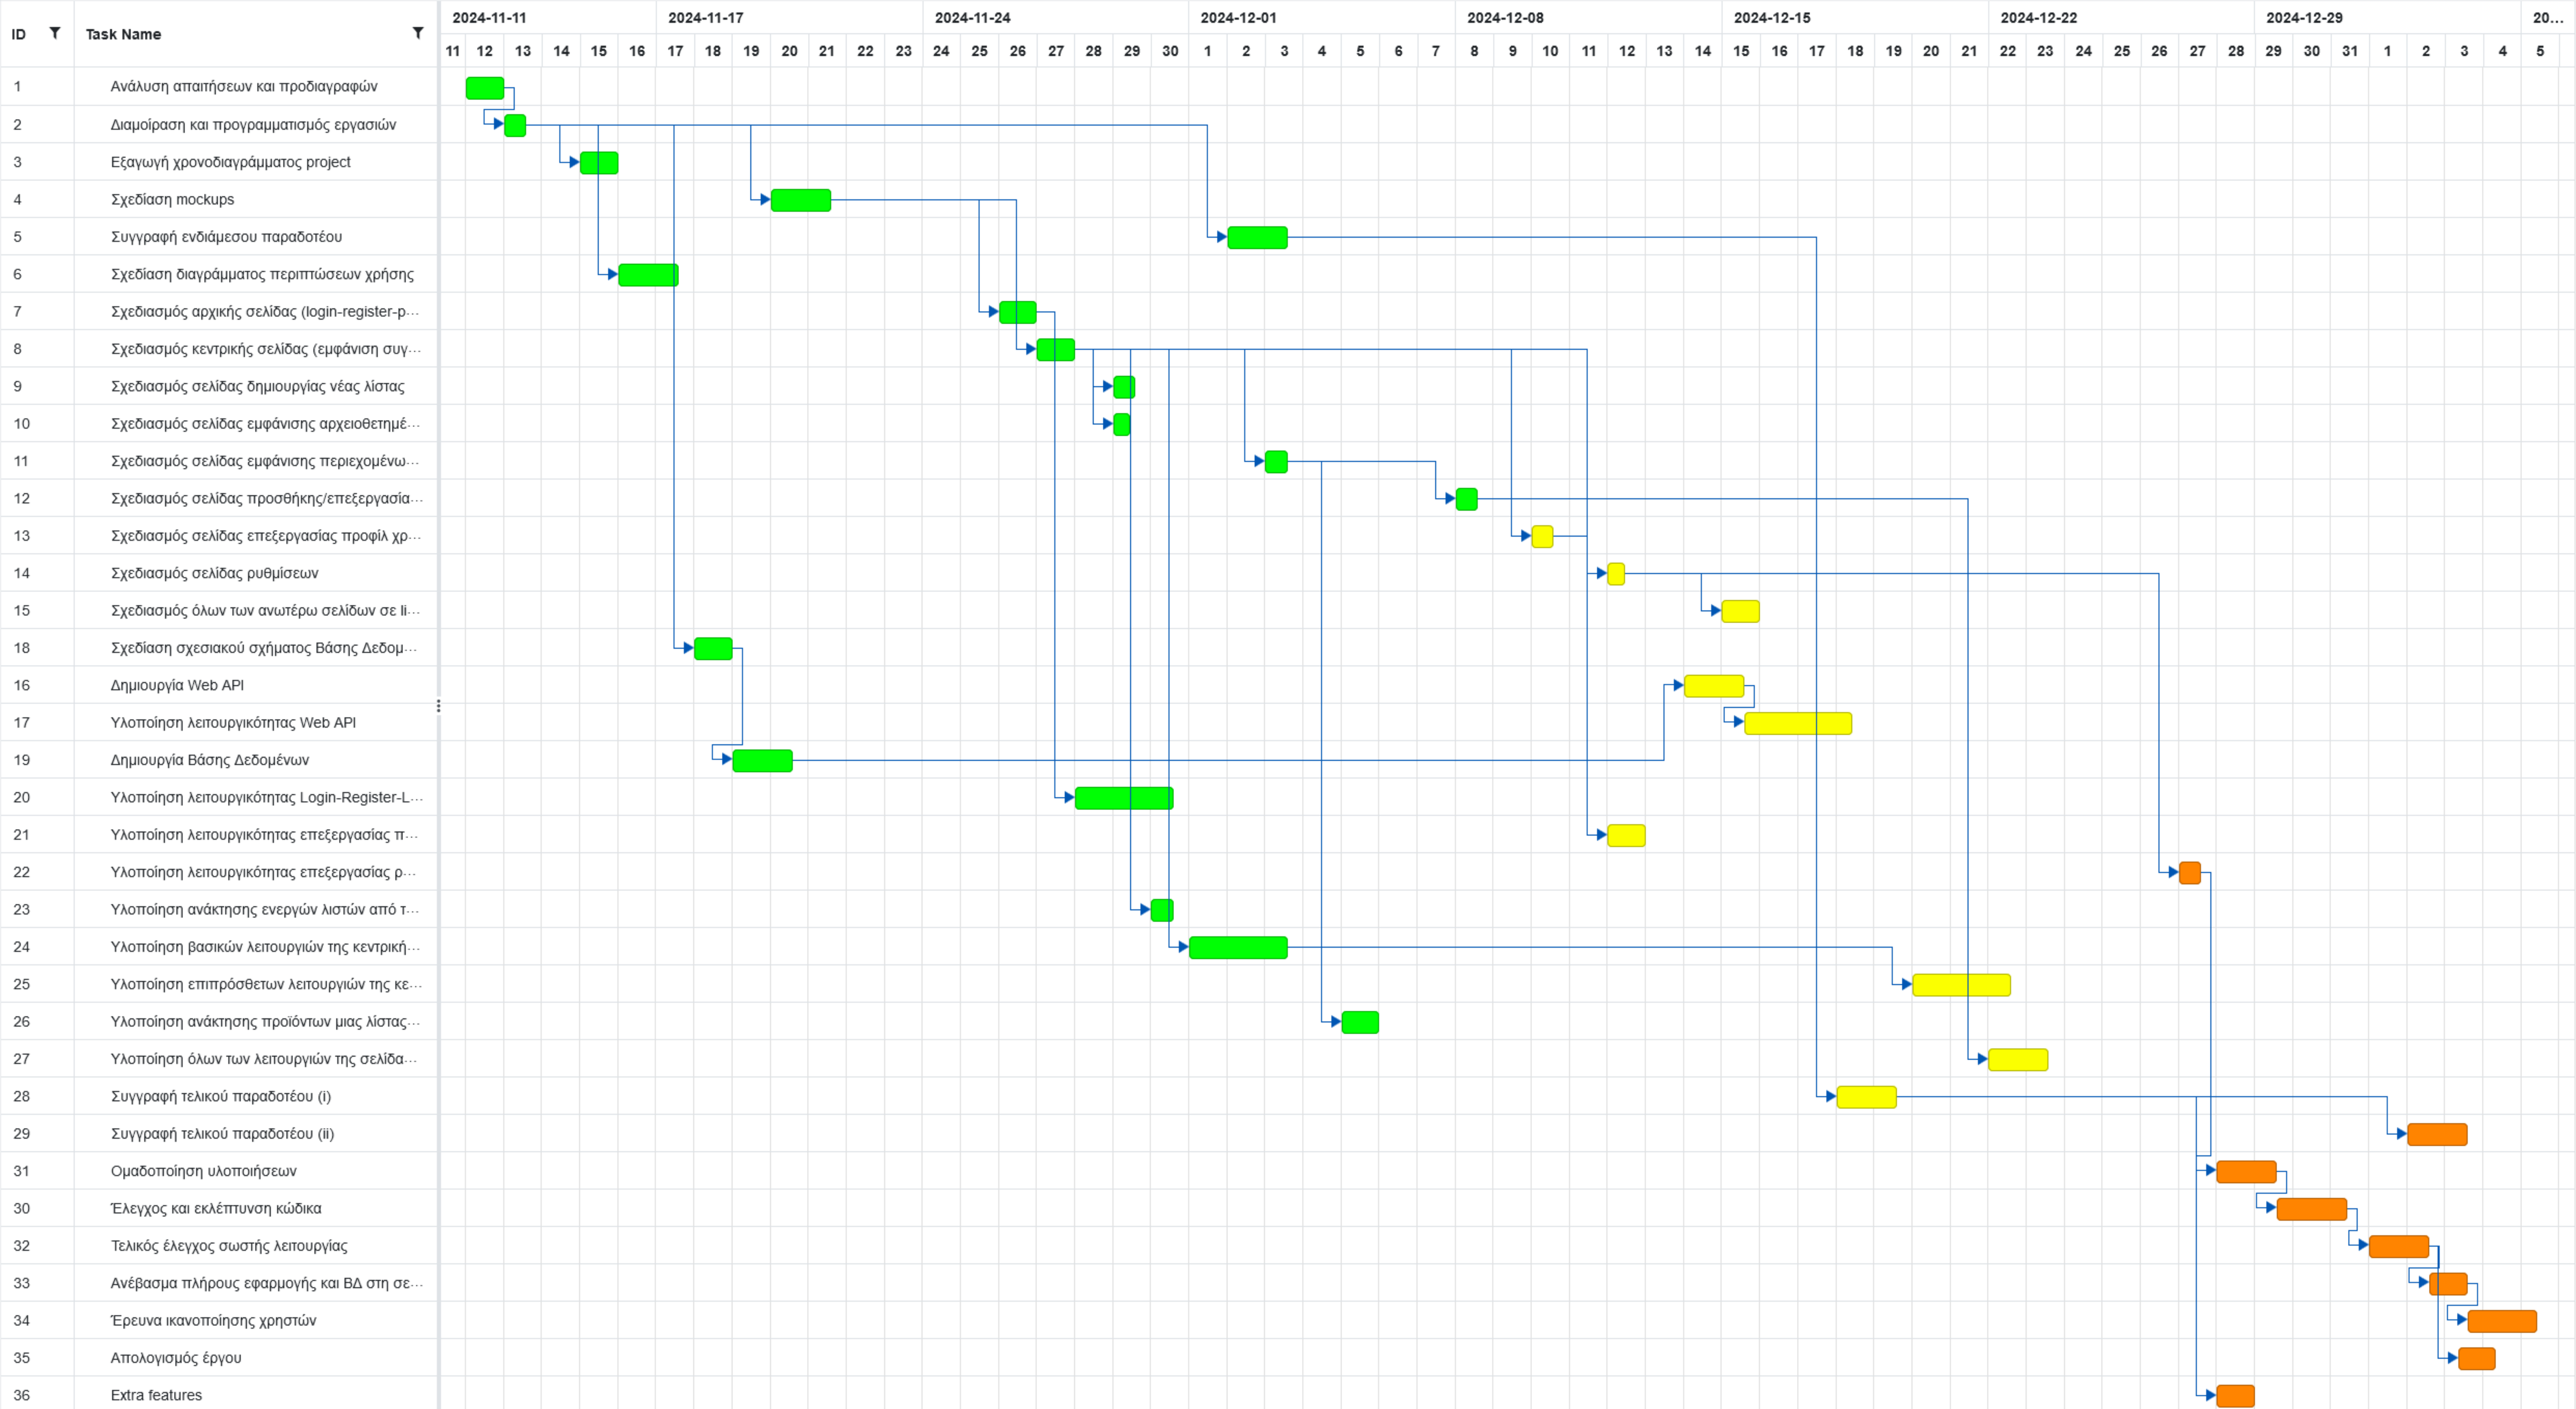 ID Task Name 2024-11-11 2024-11-17 2024-11-24 2024-12-01 2024-12-08 2024-12-15 2024-12-22 2024-12-29 20...
11 12 13 14 15 16 17 18 19 20 21 22 23 24 25 26 27 28 29 30 1 2 3 4 5 6 7 8 9 10 11 12 13 14 15 16 17 18 19 20 21 22 23 24 25 26 27 28 29 30 31 1 2 3 4 5
1 Ανάλυση απαιτήσεων και προδιαγραφών
2 Διαμοίραση και προγραμματισμός εργασιών
3 Εξαγωγή χρονοδιαγράμματος project
4 Σχεδίαση mockups
5 Συγγραφή ενδιάμεσου παραδοτέου
6 Σχεδίαση διαγράμματος περιπτώσεων χρήσης
7 Σχεδιασμός αρχικής σελίδας (login-register-p...
8 Σχεδιασμός κεντρικής σελίδας (εμφάνιση συγ...
9 Σχεδιασμός σελίδας δημιουργίας νέας λίστας
10 Σχεδιασμός σελίδας εμφάνισης αρχειοθετημέ...
11 Σχεδιασμός σελίδας εμφάνισης περιεχομένω...
12 Σχεδιασμός σελίδας προσθήκης/επεξεργασία...
13 Σχεδιασμός σελίδας επεξεργασίας προφίλ χρ...
14 Σχεδιασμός σελίδας ρυθμίσεων
15 Σχεδιασμός όλων των ανωτέρω σελίδων σε li...
18 Σχεδίαση σχεσιακού σχήματος Βάσης Δεδομ...
16 Δημιουργία Web API
17 Υλοποίηση λειτουργικότητας Web API
19 Δημιουργία Βάσης Δεδομένων
20 Υλοποίηση λειτουργικότητας Login-Register-L...
21 Υλοποίηση λειτουργικότητας επεξεργασίας π...
22 Υλοποίηση λειτουργικότητας επεξεργασίας ρ...
23 Υλοποίηση ανάκτησης ενεργών λιστών από τ...
24 Υλοποίηση βασικών λειτουργιών της κεντρική...
25 Υλοποίηση επιπρόσθετων λειτουργιών της κε...
26 Υλοποίηση ανάκτησης προϊόντων μιας λίστας...
27 Υλοποίηση όλων των λειτουργιών της σελίδα...
28 Συγγραφή τελικού παραδοτέου (i)
29 Συγγραφή τελικού παραδοτέου (ii)
31 Ομαδοποίηση υλοποιήσεων
30 Έλεγχος και εκλέπτυνση κώδικα
32 Τελικός έλεγχος σωστής λειτουργίας
33 Ανέβασμα πλήρους εφαρμογής και ΒΔ στη σε...
34 Έρευνα ικανοποίησης χρηστών
35 Απολογισμός έργου
36 Extra features